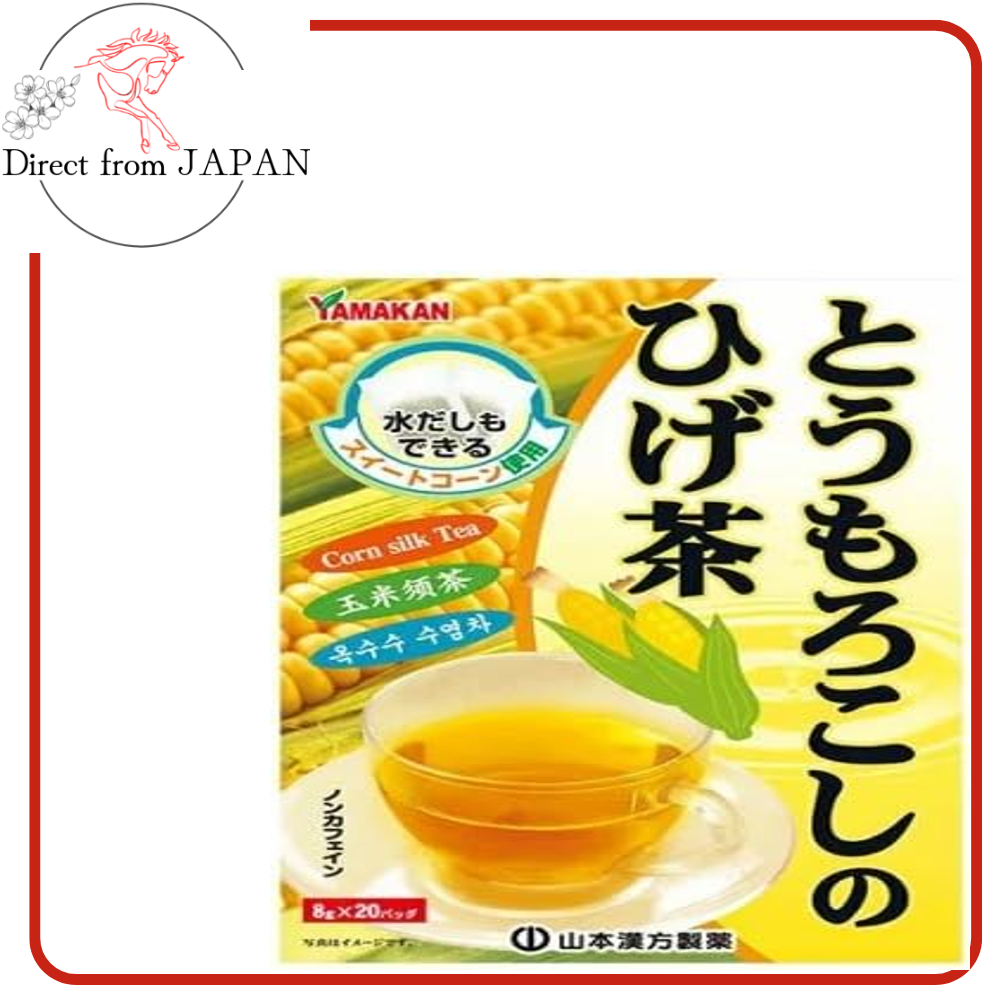 Direct from JAPAN
YAMAKAN
水だしも
できる
スイートコーン使用
とうもろこしの
ひげ茶
Corn silk Tea
玉米须茶
옥수수 수염차
ノンカフェイン
8g×20バッグ
写真はイメージです。
山本漢方製薬